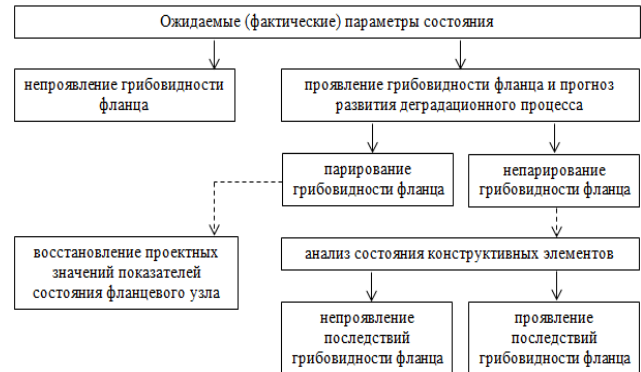 Ожидаемые (фактические) параметры состояния
непроявление грибовидности
фланца
проявление грибовидности фланца и прогноз
развития деградационного процесса
парирование
грибовидности фланца
непарирование
грибовидности фланца
восстановление проектных
значений показателей
состояния фланцевого узла
анализ состояния конструктивных элементов
непроявление
последствий
грибовидности фланца
проявление
последствий
грибовидности фланца